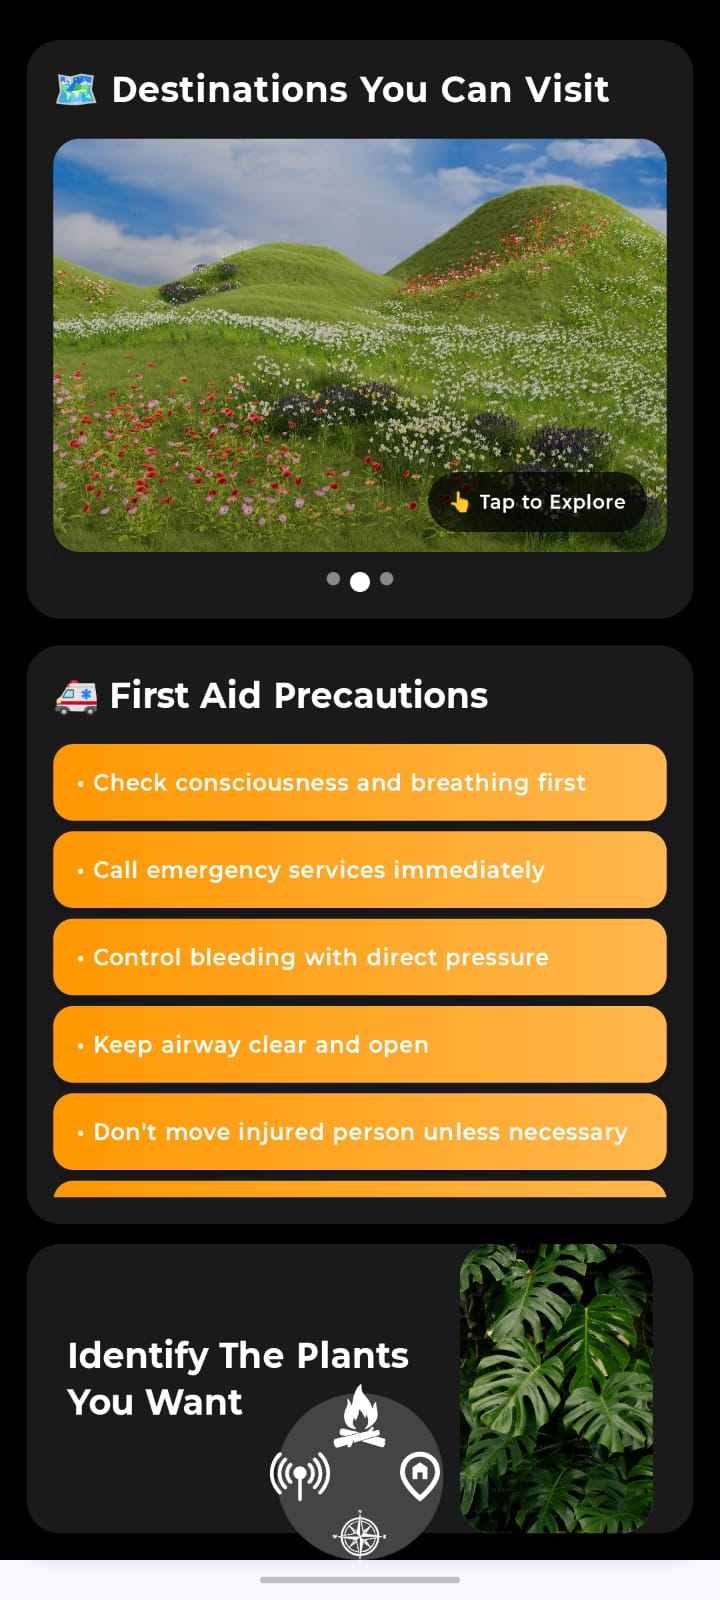 Destinations You Can Visit
Tap to Explore
First Aid Precautions
• Check consciousness and breathing first
• Call emergency services immediately
• Control bleeding with direct pressure
• Keep airway clear and open
• Don't move injured person unless necessary
Identify The Plants
You Want